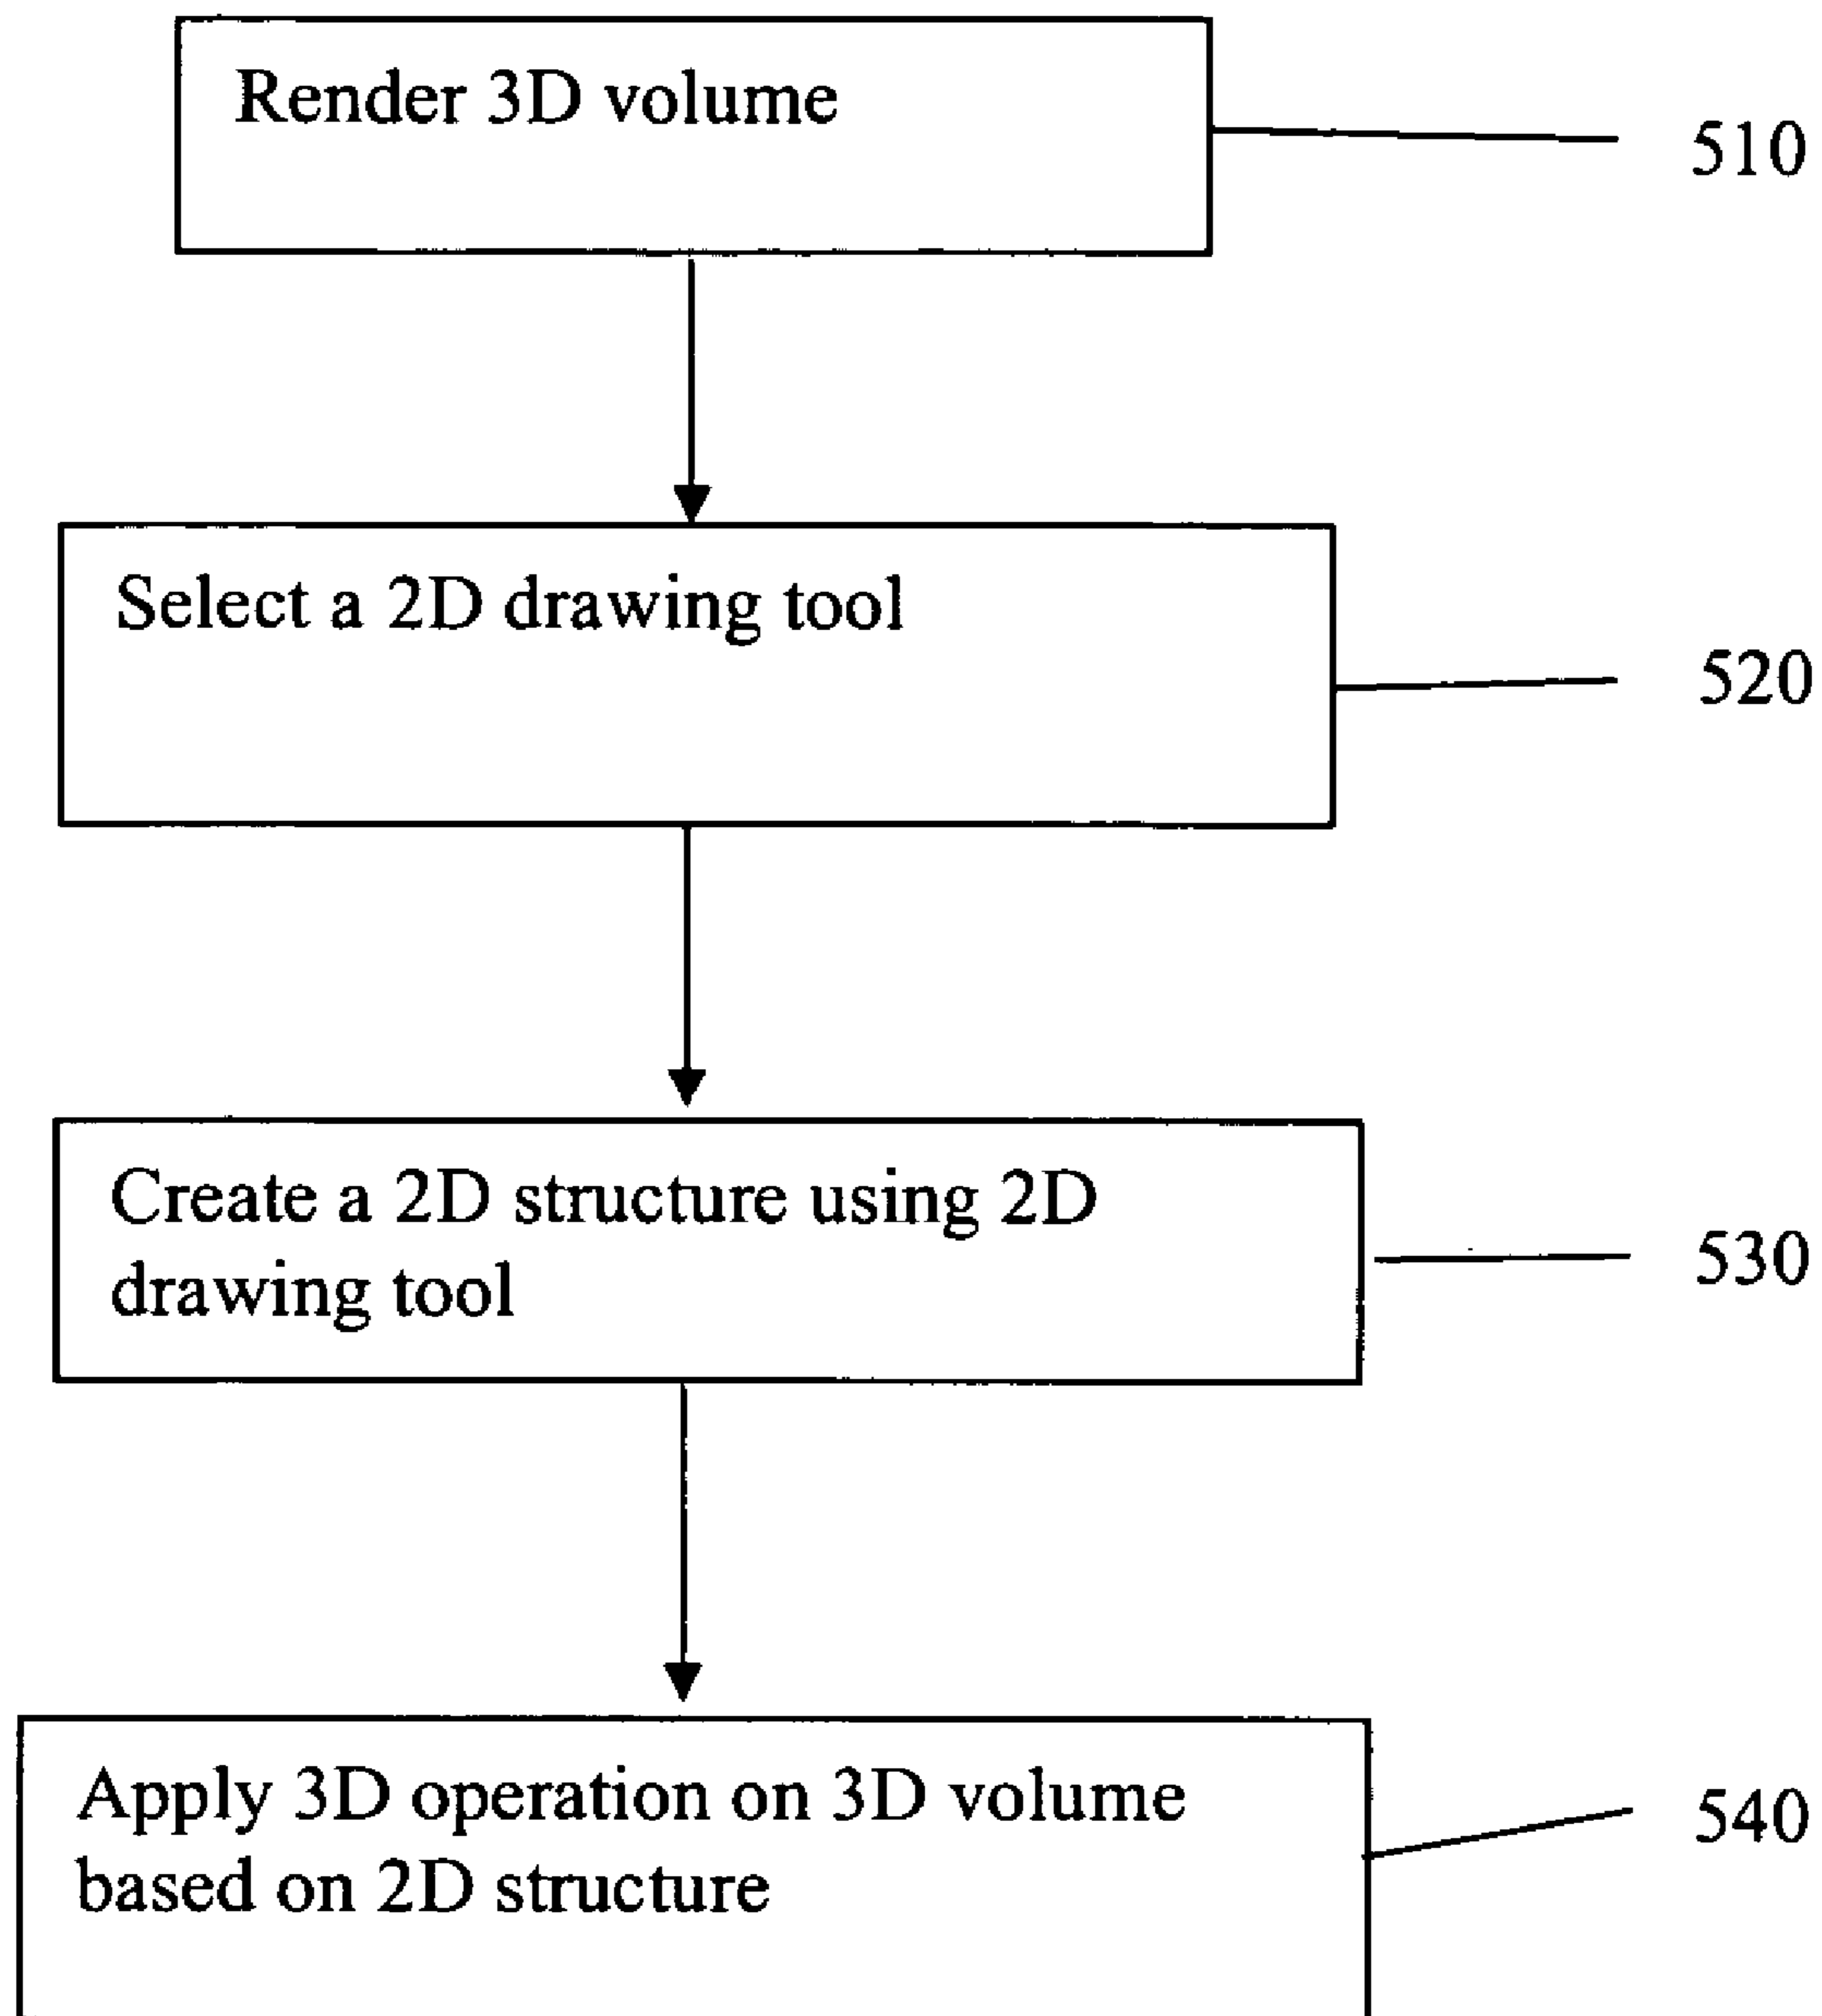 Render 3D volume
510
Select a 2D drawing tool
520
Create a 2D structure using 2D
drawing tool
530
Apply 3D operation on 3D volume
based on 2D structure
540